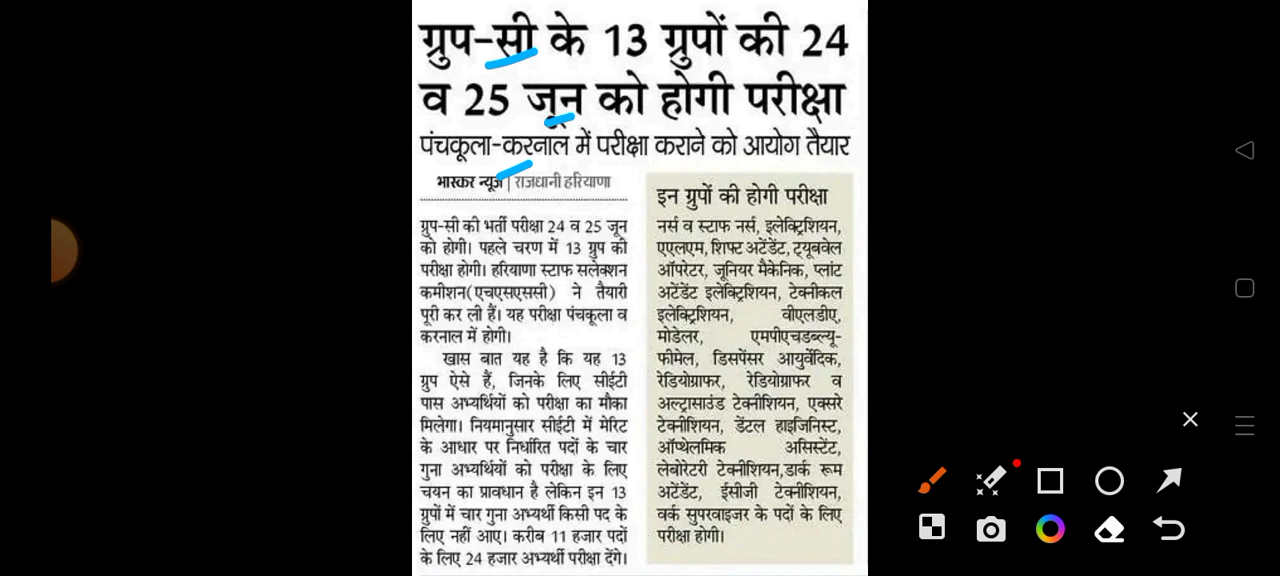 ग्रुप-सी के 13 ग्रुपों की 24
व 25 जून को होगी परीक्षा
पंचकूला-करनाल में परीक्षा कराने को आयोग तैयार
भास्कर न्यूज | राजधानी हरियाणा
ग्रुप-सी की भर्ती परीक्षा 24 व 25 जून
को होगी। पहले चरण में 13 ग्रुप की
परीक्षा होगी। हरियाणा स्टाफ सलेक्शन
कमीशन(एचएसएससी) ने तैयारी
पूरी कर ली हैं। यह परीक्षा पंचकूला व
करनाल में होगी।
खास बात यह है कि यह 13
ग्रुप ऐसे हैं, जिनके लिए सीईटी
पास अभ्यर्थियों को परीक्षा का मौका
मिलेगा। नियमानुसार सीईटी में मेरिट
के आधार पर निर्धारित पदों के चार
गुना अभ्यर्थियों को परीक्षा के लिए
चयन का प्रावधान है लेकिन इन 13
ग्रुपों में चार गुना अभ्यर्थी किसी पद के
लिए नहीं आए। करीब 11 हजार पदों
के लिए 24 हजार अभ्यर्थी परीक्षा देंगे।
इन ग्रुपों की होगी परीक्षा
नर्स व स्टाफ नर्स, इलेक्ट्रिशियन,
एएलएम, शिफ्ट अटेंडेंट, ट्यूबवेल
ऑपरेटर, जूनियर मैकेनिक, प्लांट
अटेंडेंट इलेक्ट्रिशियन, टेक्नीकल
इलेक्ट्रिशियन, वीएलडीए,
मोडेलर, एमपीएचडब्ल्यू-
फीमेल, डिसपेंसर आयुर्वेदिक,
रेडियोग्राफर, रेडियोग्राफर व
अल्ट्रासाउंड टेक्नीशियन, एक्सरे
टेक्नीशियन, डेंटल हाइजिनिस्ट,
ऑप्थेलमिक असिस्टेंट,
लेबोरेटरी टेक्नीशियन,डार्क रूम
अटेंडेंट, ईसीजी टेक्नीशियन,
वर्क सुपरवाइजर के पदों के लिए
परीक्षा होगी।